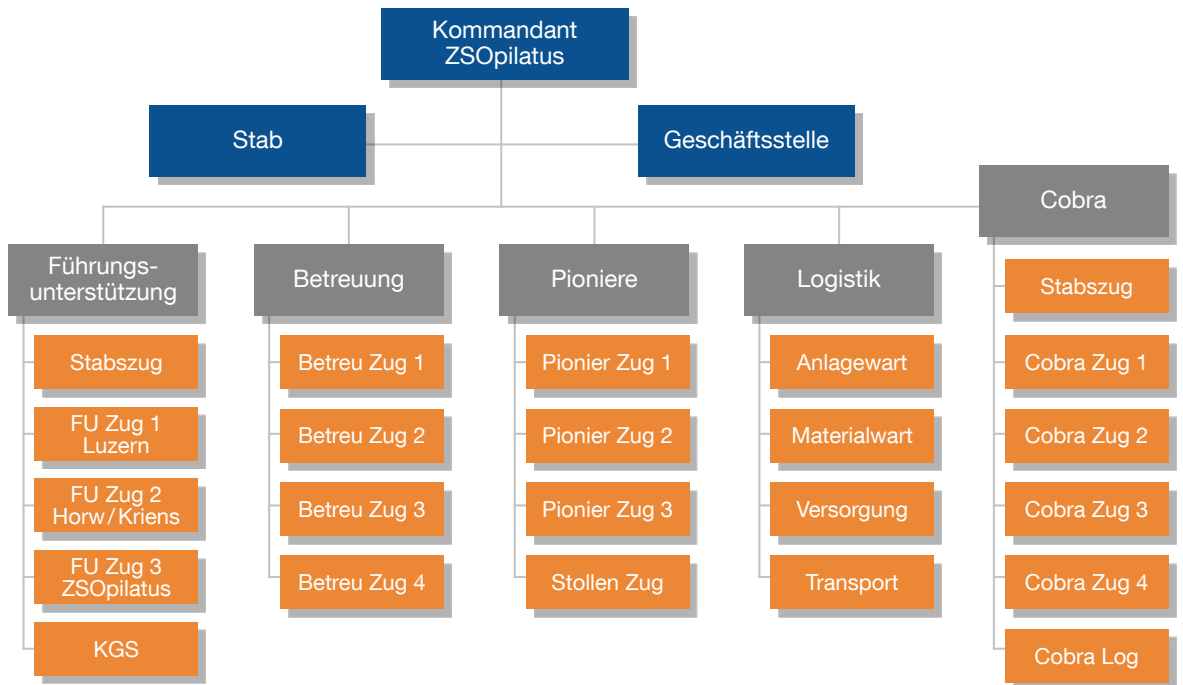 Kommandant
ZSOpilatus
Stab
Geschäftsstelle
Cobra
Führungs-
unterstützung
Betreuung
Pioniere
Logistik
Stabszug
FU Zug 1
Luzern
FU Zug 2
Horw/Kriens
FU Zug 3
ZSOpilatus
KGS
Betreu Zug 1
Betreu Zug 2
Betreu Zug 3
Betreu Zug 4
Pionier Zug 1
Pionier Zug 2
Pionier Zug 3
Stollen Zug
Anlagewart
Materialwart
Versorgung
Transport
Stabszug
Cobra Zug 1
Cobra Zug 2
Cobra Zug 3
Cobra Zug 4
Cobra Log